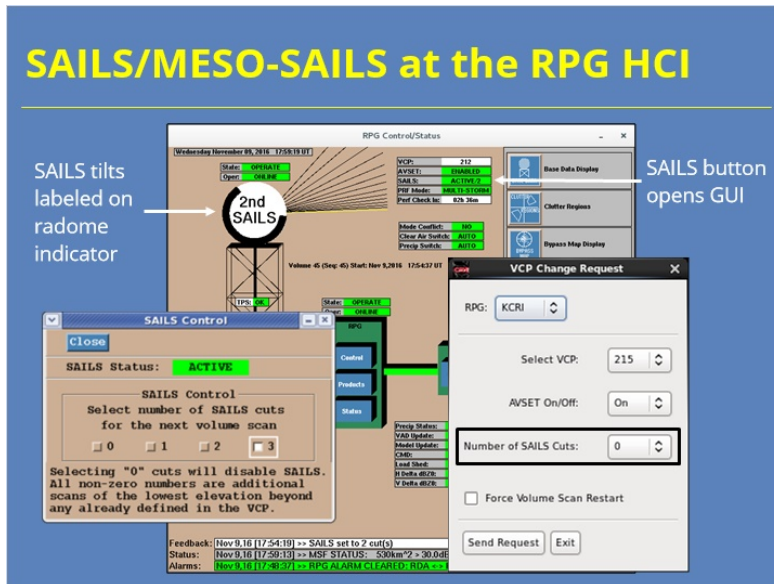 SAILS/MESO-SAILS at the RPG HCI
SAILS tilts
labeled on
radome
indicator
SAILS button
opens GUI
RPG Control/Status
Wednesday November 09, 2016 17:59:19 UT
State: OPERATE
Oper: ONLINE
2nd
SAILS
VCP: 212
AVSET: ENABLED
SAILS: ACTIVE/2
PRF Mode: MULTI-STORM
Perf Check In: 02h 36m
Mode Conflict: NO
Clear Air Switch: AUTO
Precip Switch: AUTO
Base Data Display
Clutter Regions
Bypass Map Display
Volume 45 (Seq: 45) Start: Nov 9,2016 17:54:37 UT
TPS: OK
State: OPERATE
Oper: ONLINE
RPG
Control
Products
Status
Precip Status:
VAD Update:
Model Update:
CMD:
Load Shed:
H Delta dBZ0:
V Delta dBZ0:
Feedback: Nov 9,16 [17:54:19] >> SAILS set to 2 cut(s)
Status: Nov 9,16 [17:59:13] >> MSF STATUS: 530km^2 > 30.0dB
Alarms: Nov 9,16 [17:48:37] >> RPG ALARM CLEARED: RDA <->
SAILS Control
Close
SAILS Status: ACTIVE
SAILS Control
Select number of SAILS cuts
for the next volume scan
0 1 2 3
Selecting "0" cuts will disable SAILS.
All non-zero numbers are additional
scans of the lowest elevation beyond
any already defined in the VCP.
VCP Change Request
RPG: KCRI
Select VCP: 215
AVSET On/Off: On
Number of SAILS Cuts: 0
Force Volume Scan Restart
Send Request Exit